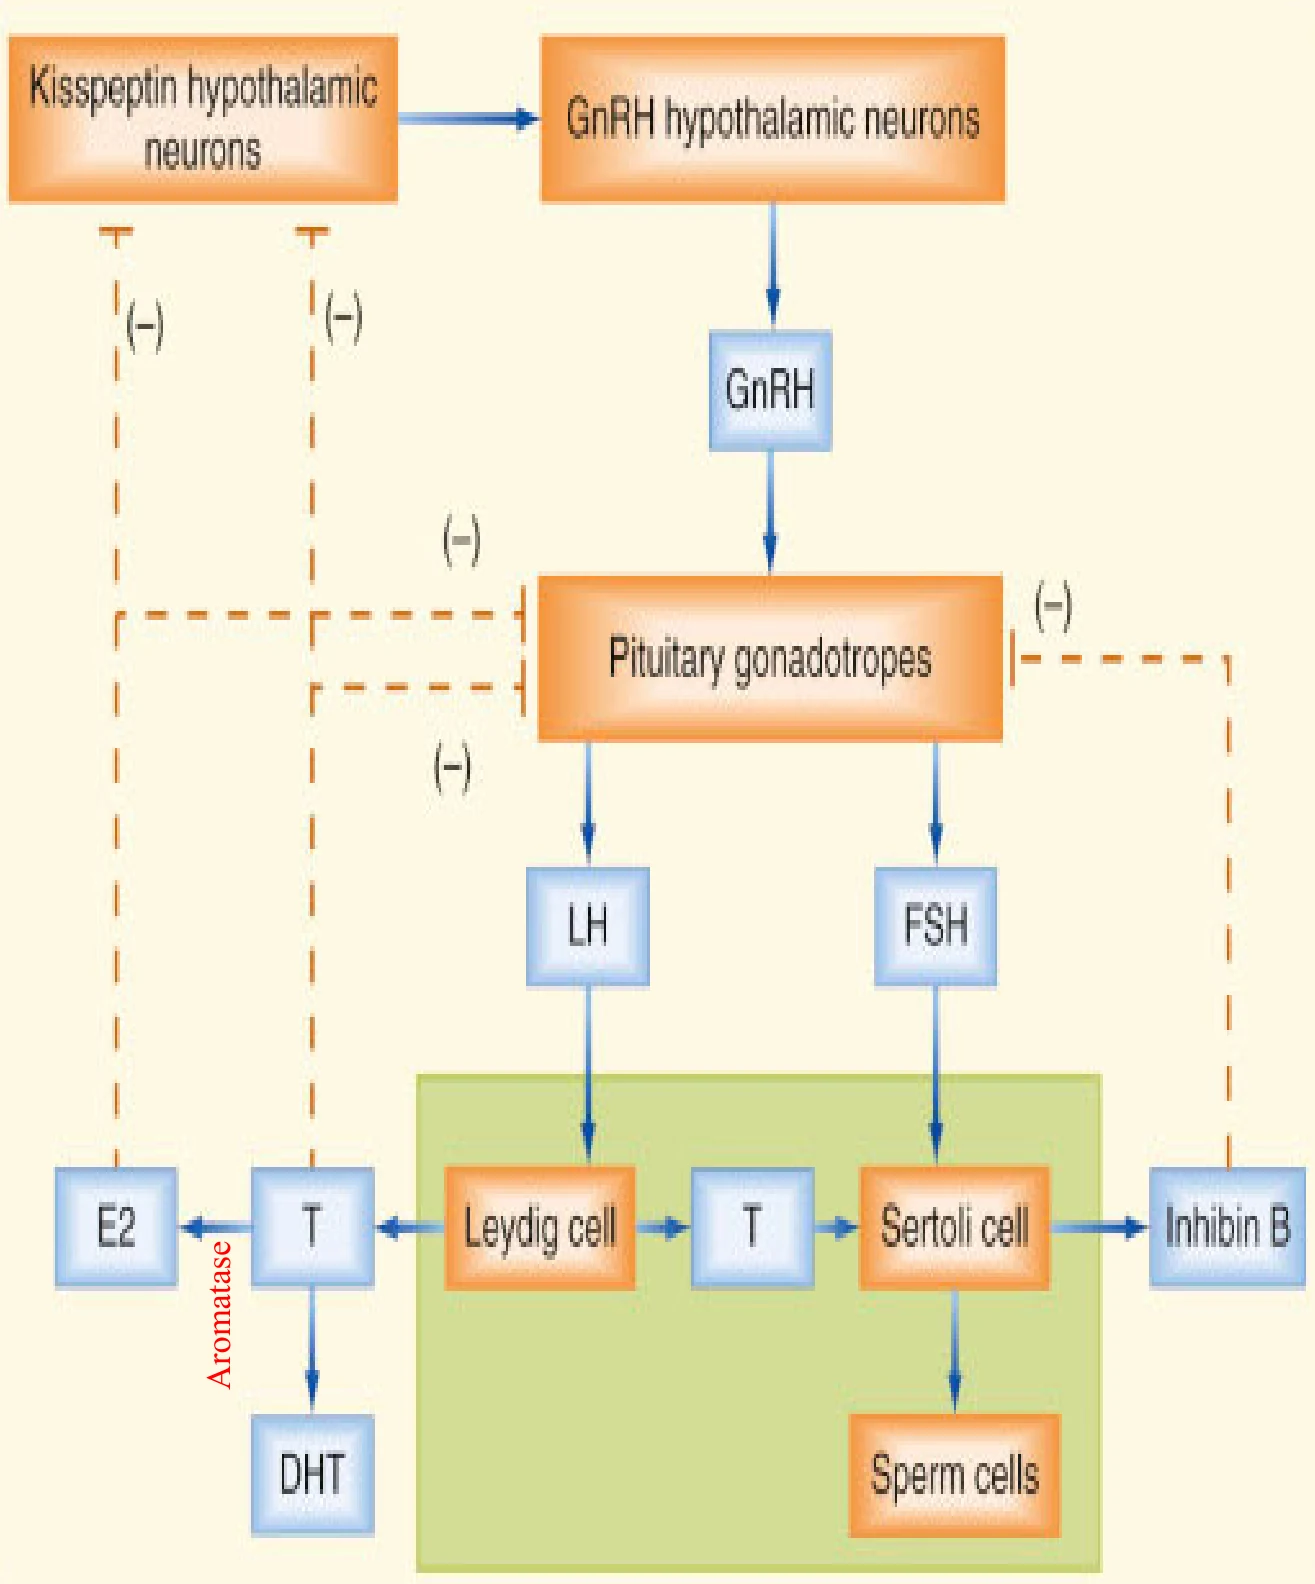 Kisspeptin hypothalamic
neurons
GnRH hypothalamic neurons
(–)
(–)
GnRH
(–)
(–)
Pituitary gonadotropes
(–)
LH
FSH
E2
T
Leydig cell
T
Sertoli cell
Inhibin B
Aromatase
DHT
Sperm cells